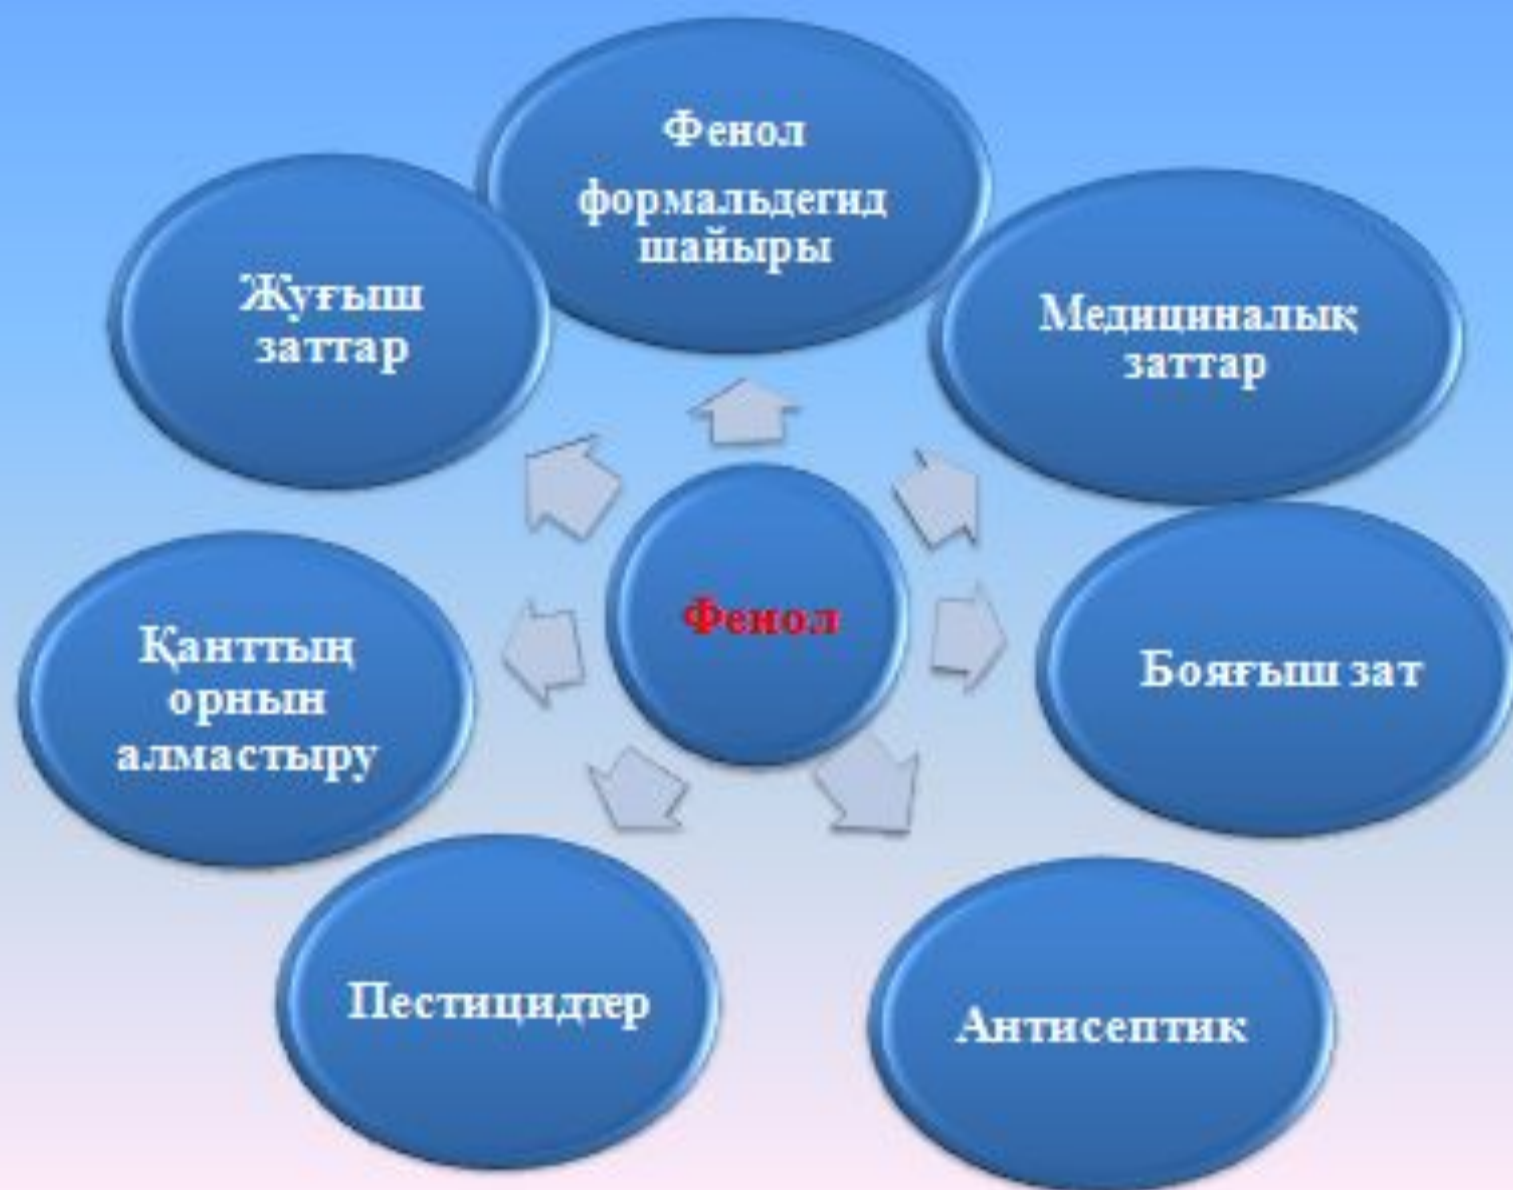 Фенол
формальдегид
шайыры
Жуғыш
заттар
Медициналық
заттар
Фенол
Қанттың
орнын
алмастыру
Бояғыш зат
Пестицидтер
Антисептик